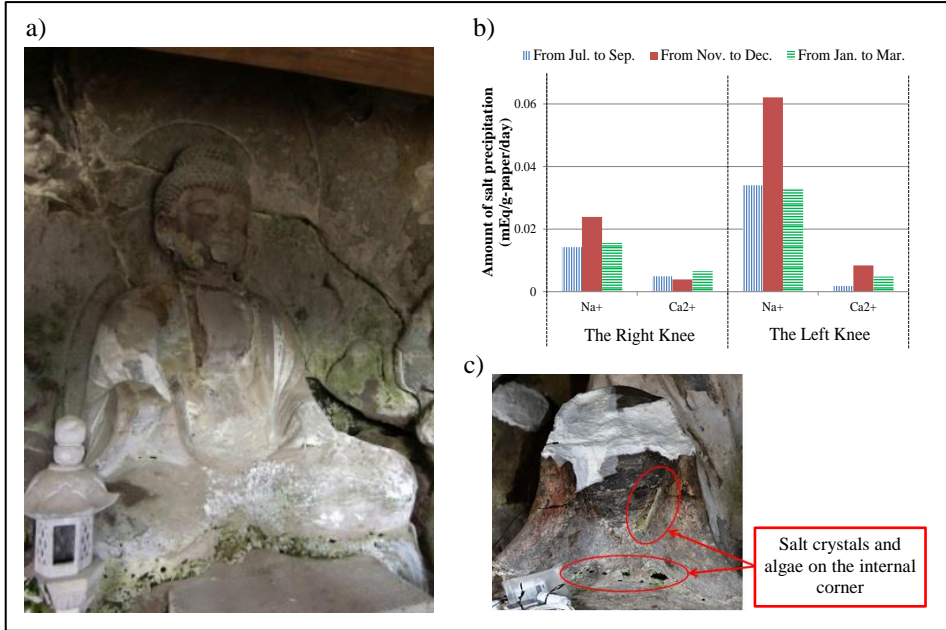 a)
b)
From Jul. to Sep. From Nov. to Dec. From Jan. to Mar.
Amount of salt precipitation
(mEq/g-paper/day)
0.06
0.04
0.02
0
Na+ Ca2+ Na+ Ca2+
The Right Knee The Left Knee
c)
Salt crystals and
algae on the internal
corner